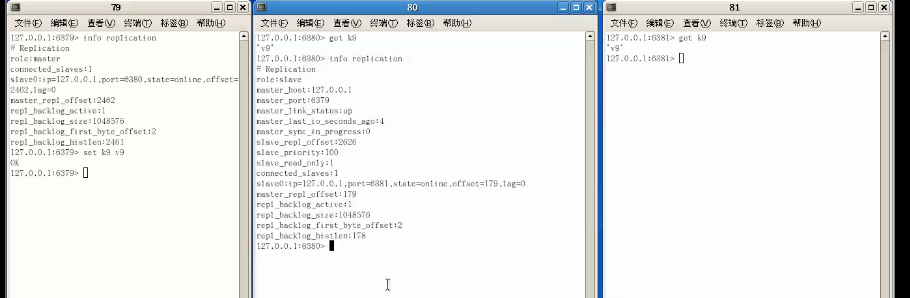 79
文件(F) 编辑(E) 查看(V) 终端(T) 标签(B) 帮助(H)
127.0.0.1:6379> info replication
# Replication
role:master
connected_slaves:1
slave0:ip=127.0.0.1,port=6380,state=online,offset=
2462,lag=0
master_repl_offset:2462
repl_backlog_active:1
repl_backlog_size:1048576
repl_backlog_first_byte_offset:2
repl_backlog_histlen:2461
127.0.0.1:6379> set k9 v9
OK
127.0.0.1:6379>
80
文件(F) 编辑(E) 查看(V) 终端(T) 标签(B) 帮助(H)
127.0.0.1:6380> get k9
"v9"
127.0.0.1:6380> info replication
# Replication
role:slave
master_host:127.0.0.1
master_port:6379
master_link_status:up
master_last_io_seconds_ago:4
master_sync_in_progress:0
slave_repl_offset:2626
slave_priority:100
slave_read_only:1
connected_slaves:1
slave0:ip=127.0.0.1,port=6381,state=online,offset=179,lag=0
master_repl_offset:179
repl_backlog_active:1
repl_backlog_size:1048576
repl_backlog_first_byte_offset:2
repl_backlog_histlen:178
127.0.0.1:6380>
81
文件(F) 编辑(E) 查看(V) 终端(T) 标签(B) 帮助(H)
127.0.0.1:6381> get k9
"v9"
127.0.0.1:6381>